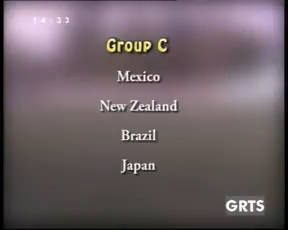 14:33
Group C
Mexico
New Zealand
Brazil
Japan
GRTS